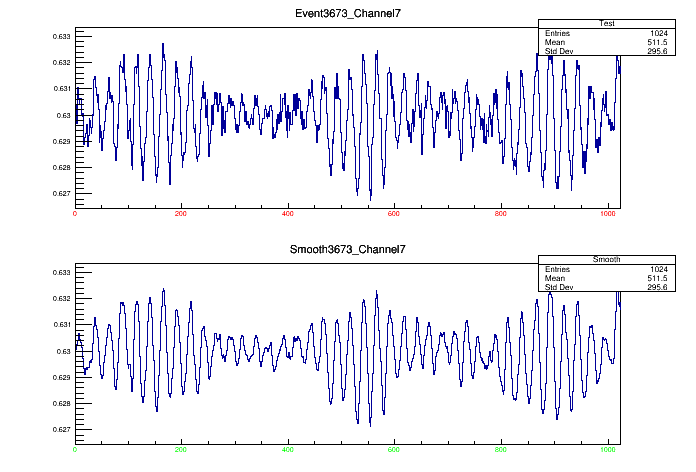 Event3673_Channel7
Test
Entries 1024
Mean 511.5
Std Dev 295.6
0.633
0.632
0.631
0.63
0.629
0.628
0.627
0 200 400 600 800 1000
Smooth3673_Channel7
Smooth
Entries 1024
Mean 511.5
Std Dev 295.6
0.633
0.632
0.631
0.63
0.629
0.628
0.627
0 200 400 600 800 1000